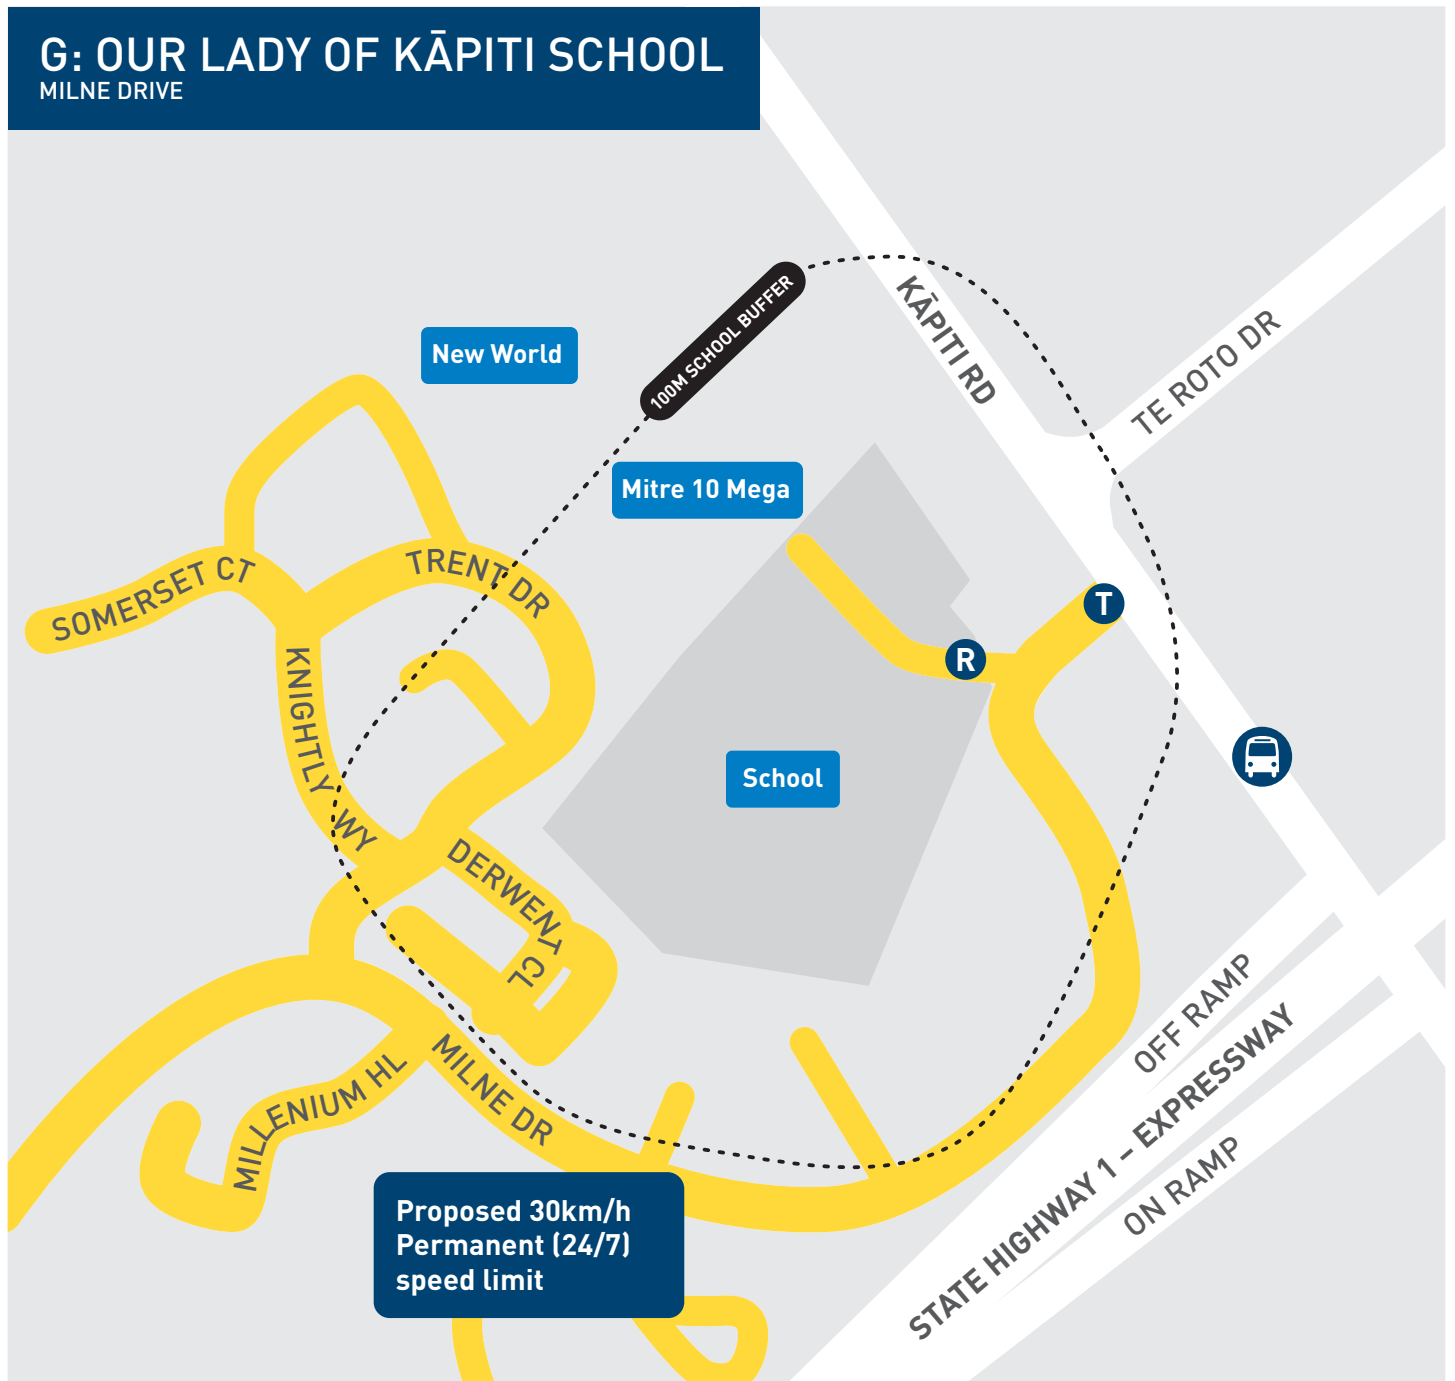 G: OUR LADY OF KĀPITI SCHOOL
MILNE DRIVE
100M SCHOOL BUFFER
KĀPITI RD
TE ROTO DR
New World
Mitre 10 Mega
TRENT DR
SOMERSET CT
T
R
KNIGHTLY WY
School
DERWENT CL
OFF RAMP
MILNE DR
MILLENIUM HL
STATE HIGHWAY 1 – EXPRESSWAY
ON RAMP
Proposed 30km/h
Permanent (24/7)
speed limit